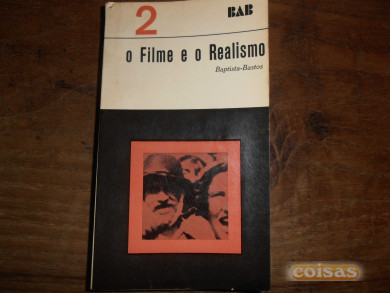 2
BAB
o Filme e o Realismo
Baptista-Bastos
coisas